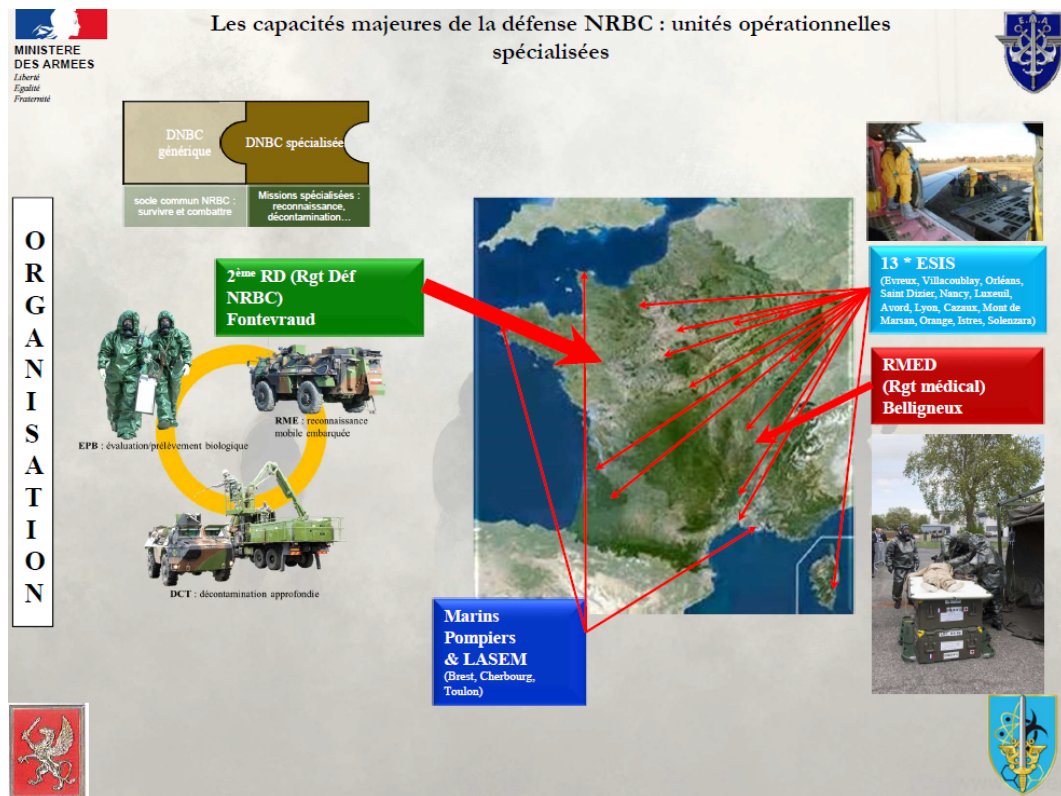 Les capacités majeures de la défense NRBC : unités opérationnelles
spécialisées
MINISTERE
DES ARMEES
Liberté
Egalité
Fraternité
E.M.A
DNBC
générique
DNBC spécialisée
socle commun NRBC :
survivre et combattre
Missions spécialisées :
reconnaissance,
décontamination…
ORGANISATION
2ème RD (Rgt Déf
NRBC)
Fontevraud
EPB : évaluation/prélèvement biologique
RME : reconnaissance
mobile embarquée
DCT : décontamination approfondie
13 * ESIS
(Evreux, Villacoublay, Orléans,
Saint Dizier, Nancy, Luxeuil,
Avord, Lyon, Cazaux, Mont de
Marsan, Orange, Istres, Solenzara)
RMED
(Rgt médical)
Belligneux
Marins
Pompiers
& LASEM
(Brest, Cherbourg,
Toulon)